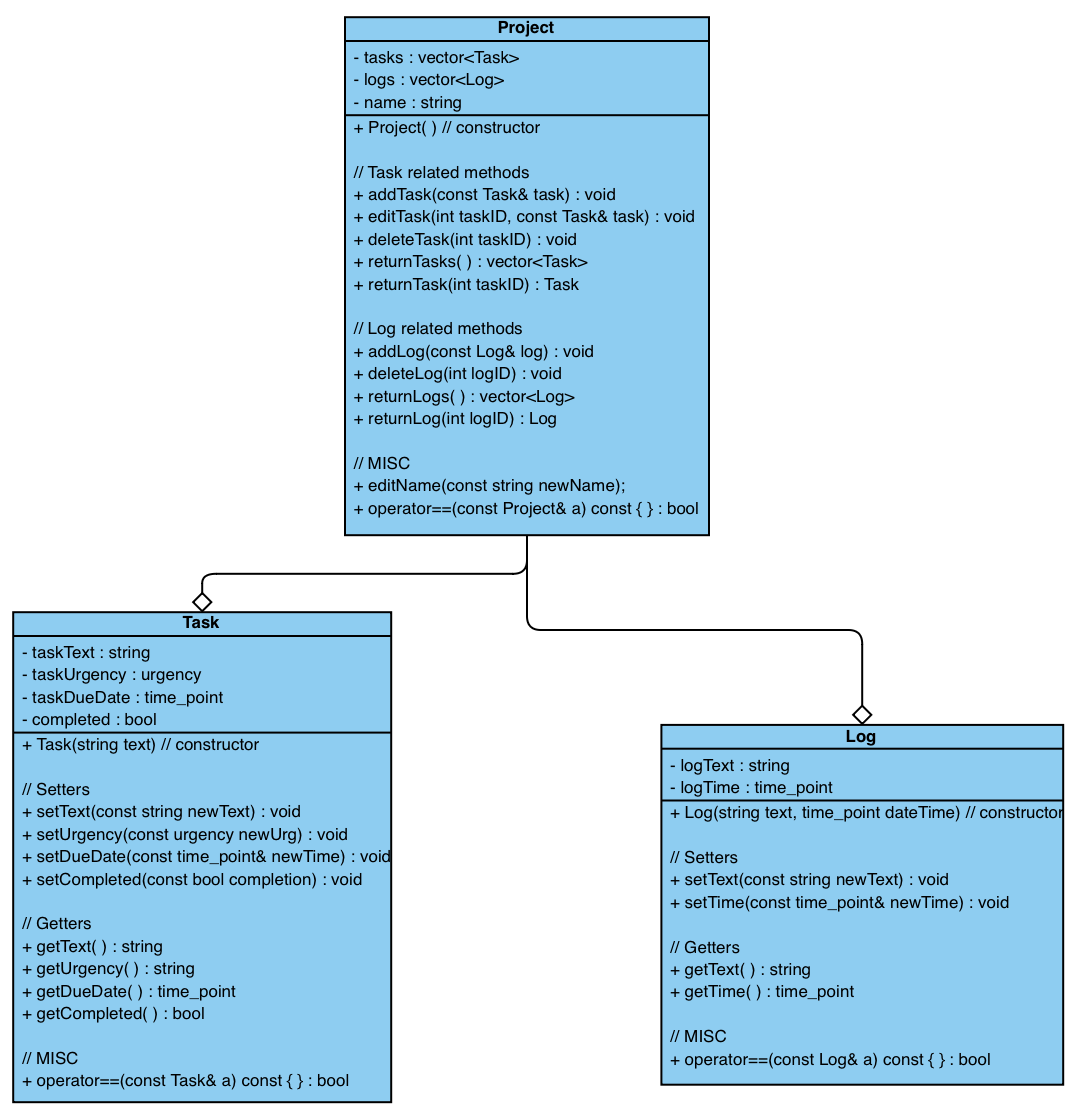 Project
- tasks : vector<Task>
- logs : vector<Log>
- name : string
+ Project( ) // constructor
// Task related methods
+ addTask(const Task& task) : void
+ editTask(int taskID, const Task& task) : void
+ deleteTask(int taskID) : void
+ returnTasks( ) : vector<Task>
+ returnTask(int taskID) : Task
// Log related methods
+ addLog(const Log& log) : void
+ deleteLog(int logID) : void
+ returnLogs( ) : vector<Log>
+ returnLog(int logID) : Log
// MISC
+ editName(const string newName);
+ operator==(const Project& a) const { } : bool
Task
- taskText : string
- taskUrgency : urgency
- taskDueDate : time_point
- completed : bool
+ Task(string text) // constructor
// Setters
+ setText(const string newText) : void
+ setUrgency(const urgency newUrg) : void
+ setDueDate(const time_point& newTime) : void
+ setCompleted(const bool completion) : void
// Getters
+ getText( ) : string
+ getUrgency( ) : string
+ getDueDate( ) : time_point
+ getCompleted( ) : bool
// MISC
+ operator==(const Task& a) const { } : bool
Log
- logText : string
- logTime : time_point
+ Log(string text, time_point dateTime) // constructor
// Setters
+ setText(const string newText) : void
+ setTime(const time_point& newTime) : void
// Getters
+ getText( ) : string
+ getTime( ) : time_point
// MISC
+ operator==(const Log& a) const { } : bool